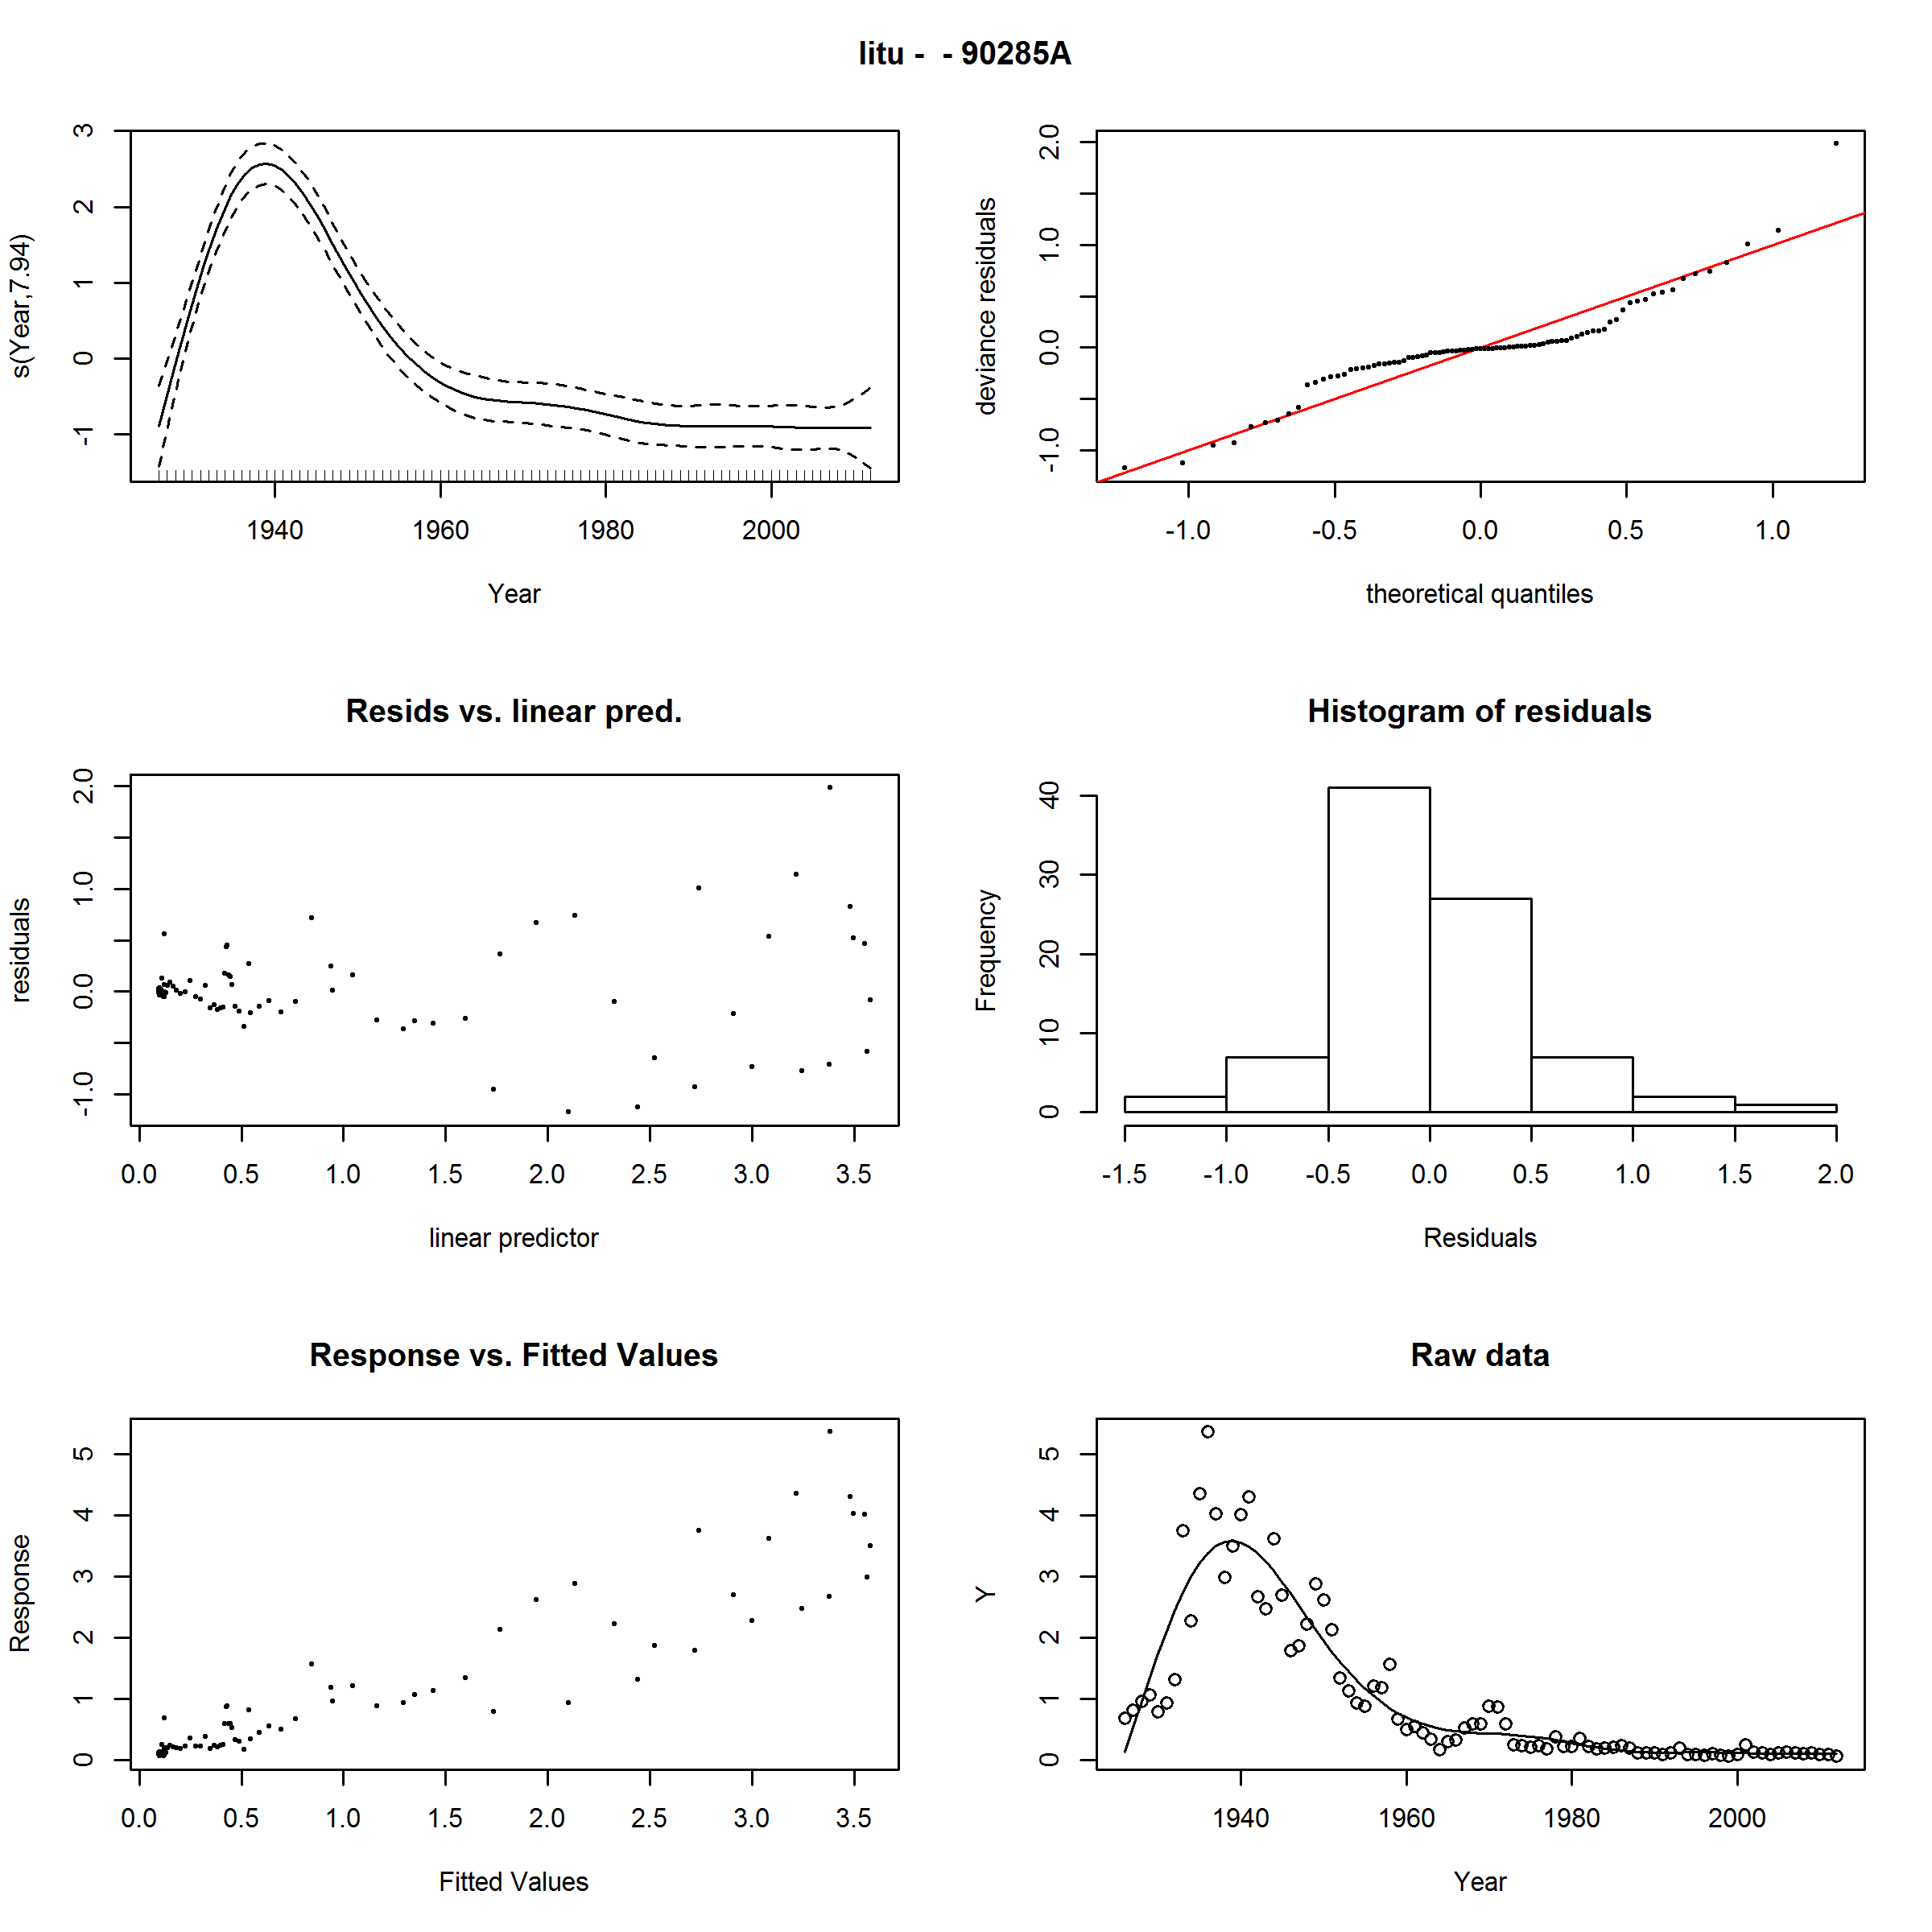 litu -  - 90285A
s(Year,7.94)
3
2
1
0
-1
1940 1960 1980 2000
Year
deviance residuals
2.0
1.0
0.0
-1.0
-1.0 -0.5 0.0 0.5 1.0
theoretical quantiles
Resids vs. linear pred.
residuals
2.0
1.0
0.0
-1.0
0.0 0.5 1.0 1.5 2.0 2.5 3.0 3.5
linear predictor
Histogram of residuals
Frequency
40
30
20
10
0
-1.5 -1.0 -0.5 0.0 0.5 1.0 1.5 2.0
Residuals
Response vs. Fitted Values
Response
5
4
3
2
1
0
0.0 0.5 1.0 1.5 2.0 2.5 3.0 3.5
Fitted Values
Raw data
Y
5
4
3
2
1
0
1940 1960 1980 2000
Year